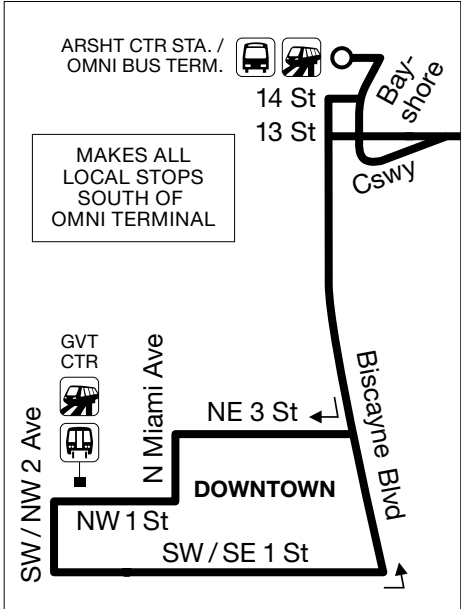 ARSHT CTR STA. /
OMNI BUS TERM.
Bay-
shore
14 St
13 St
Cswy
MAKES ALL
LOCAL STOPS
SOUTH OF
OMNI TERMINAL
GVT
CTR
N Miami Ave
NE 3 St
Biscayne Blvd
SW / NW 2 Ave
DOWNTOWN
NW 1 St
SW / SE 1 St